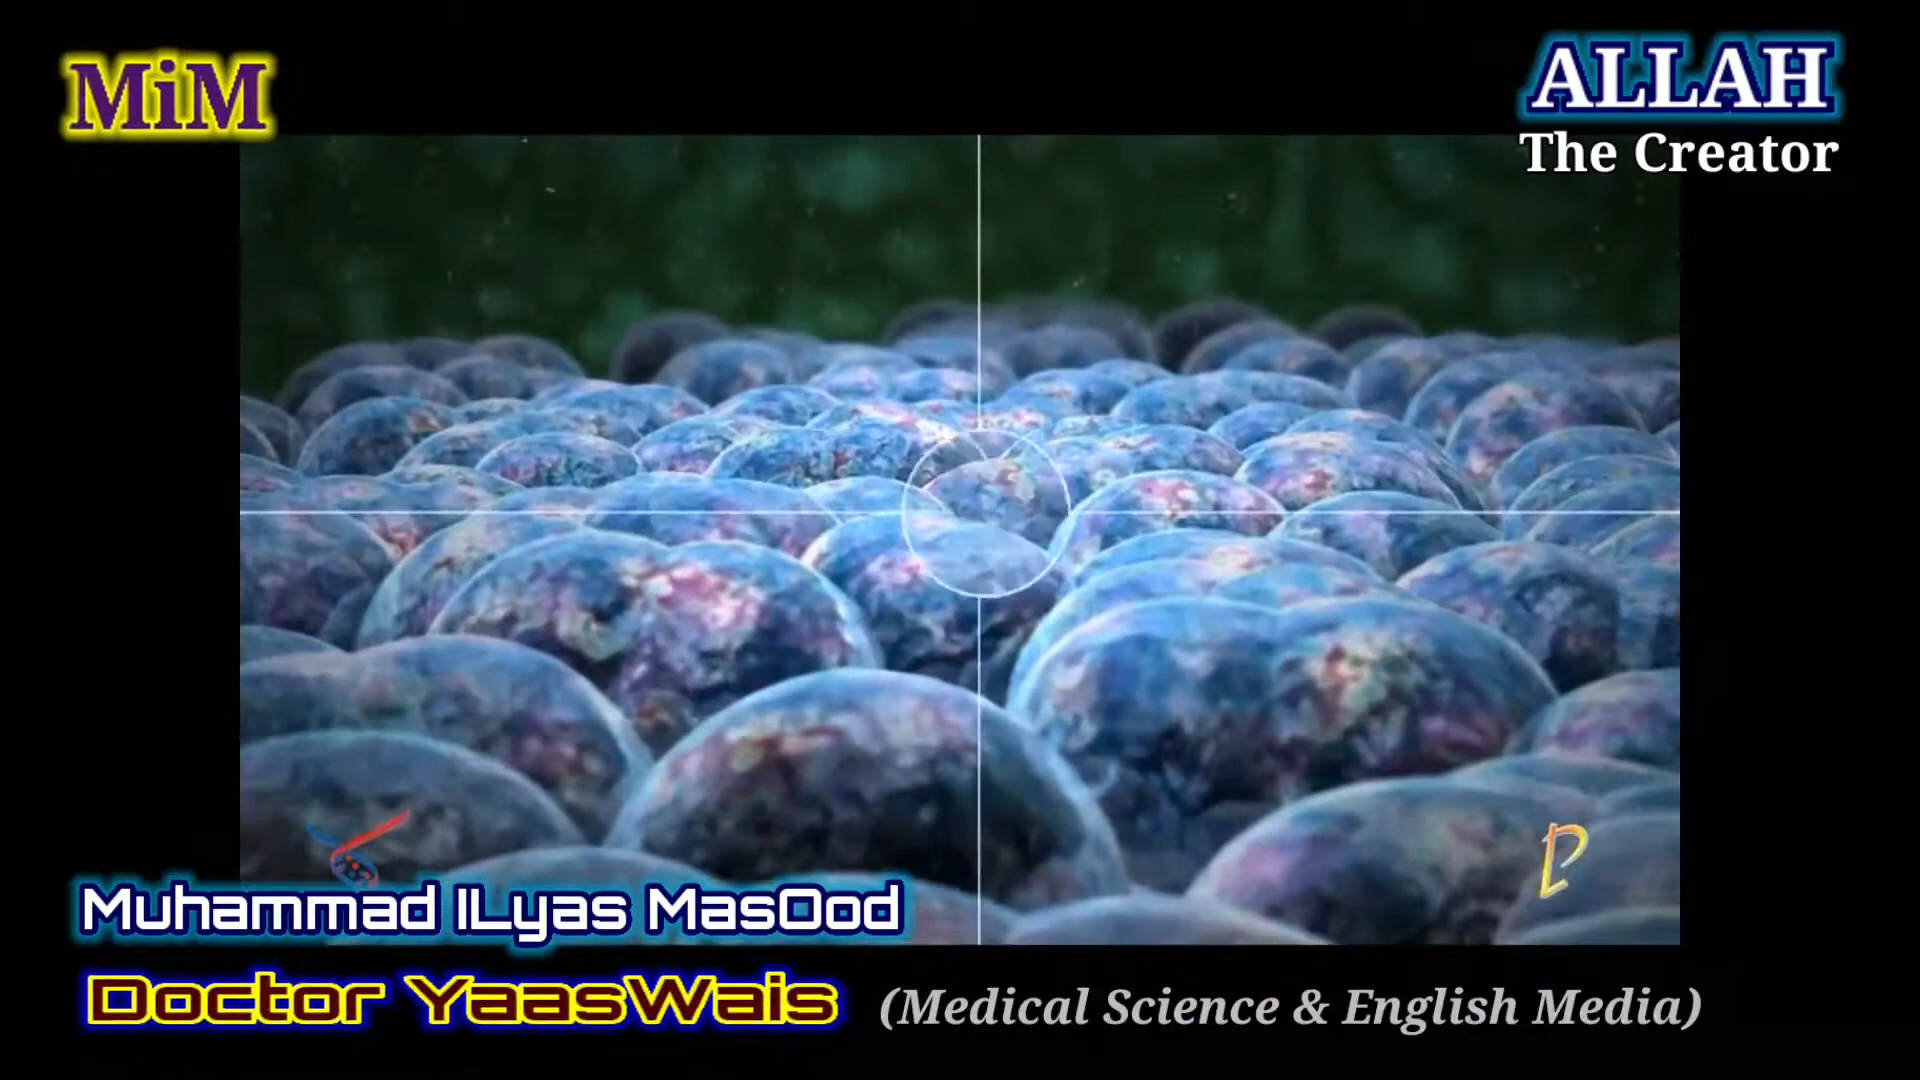 MiM
ALLAH
The Creator
Muhammad ILyas MasOod
Doctor YaasWais
(Medical Science & English Media)